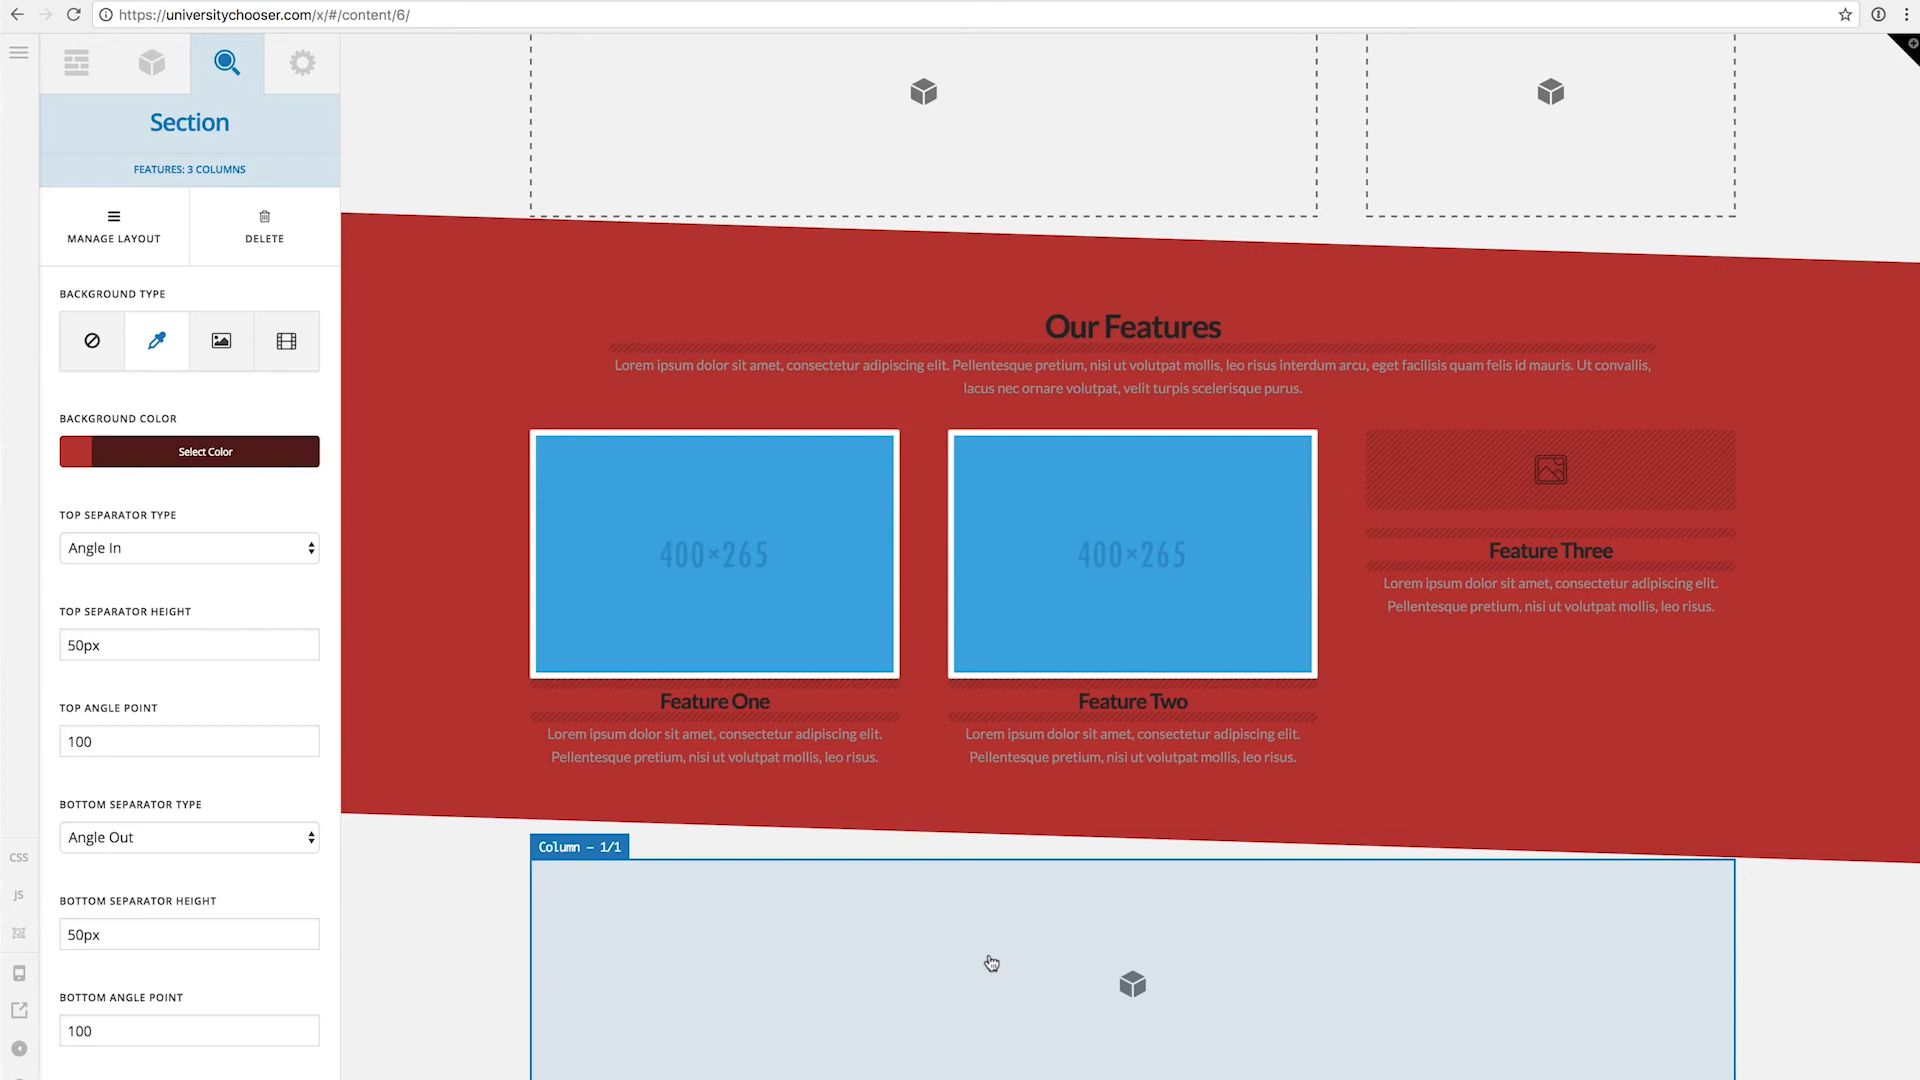 https://universitychooser.com/x/#/content/6/
Section
FEATURES: 3 COLUMNS
MANAGE LAYOUT
DELETE
BACKGROUND TYPE
BACKGROUND COLOR
Select Color
TOP SEPARATOR TYPE
Angle In
TOP SEPARATOR HEIGHT
50px
TOP ANGLE POINT
100
BOTTOM SEPARATOR TYPE
Angle Out
BOTTOM SEPARATOR HEIGHT
50px
BOTTOM ANGLE POINT
100
CSS
JS
Our Features
Lorem ipsum dolor sit amet, consectetur adipiscing elit. Pellentesque pretium, nisi ut volutpat mollis, leo risus interdum arcu, eget facilisis quam felis id mauris. Ut convallis,
lacus nec ornare volutpat, velit turpis scelerisque purus.
400×265
Feature One
Lorem ipsum dolor sit amet, consectetur adipiscing elit.
Pellentesque pretium, nisi ut volutpat mollis, leo risus.
400×265
Feature Two
Lorem ipsum dolor sit amet, consectetur adipiscing elit.
Pellentesque pretium, nisi ut volutpat mollis, leo risus.
Feature Three
Lorem ipsum dolor sit amet, consectetur adipiscing elit.
Pellentesque pretium, nisi ut volutpat mollis, leo risus.
Column – 1/1